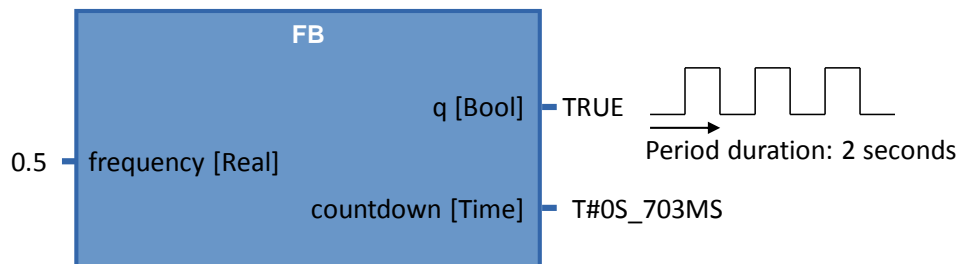 FB
q [Bool]
TRUE
Period duration: 2 seconds
0.5
frequency [Real]
countdown [Time]
T#0S_703MS